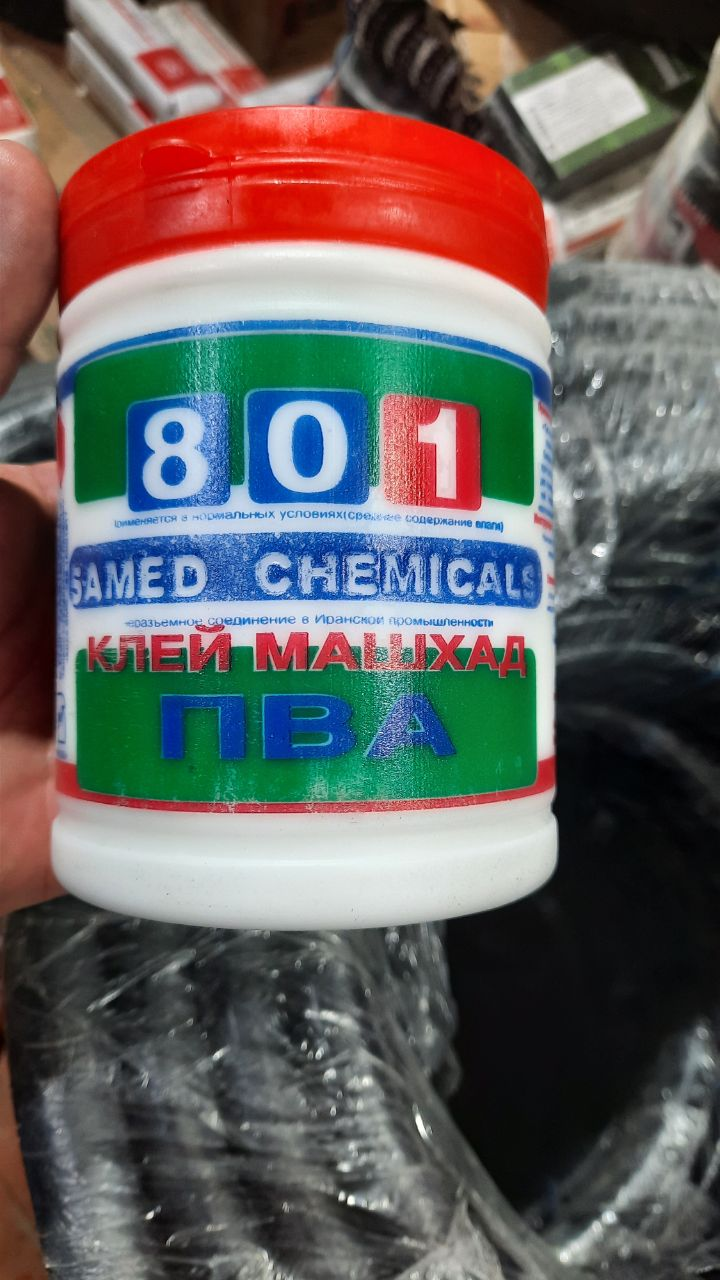 801
Применяется в нормальных условиях(среднее содержание влаги)
SAMED CHEMICALS
неразъемное соединение в Иранской промышленности
КЛЕЙ МАШХАД
ПВА